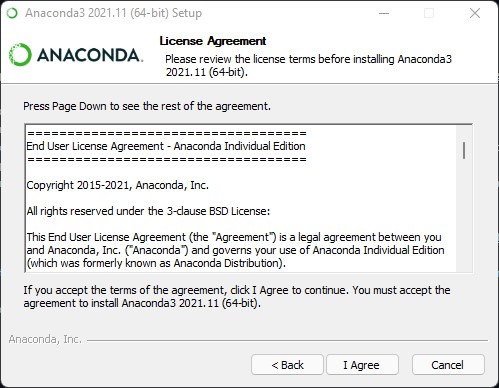 Anaconda3 2021.11 (64-bit) Setup
ANACONDA.
License Agreement
Please review the license terms before installing Anaconda3
2021.11 (64-bit).
Press Page Down to see the rest of the agreement.
===================================
End User License Agreement - Anaconda Individual Edition
===================================
Copyright 2015-2021, Anaconda, Inc.
All rights reserved under the 3-clause BSD License:
This End User License Agreement (the "Agreement") is a legal agreement between you
and Anaconda, Inc. ("Anaconda") and governs your use of Anaconda Individual Edition
(which was formerly known as Anaconda Distribution).
If you accept the terms of the agreement, click I Agree to continue. You must accept the
agreement to install Anaconda3 2021.11 (64-bit).
Anaconda, Inc.
< Back
I Agree
Cancel